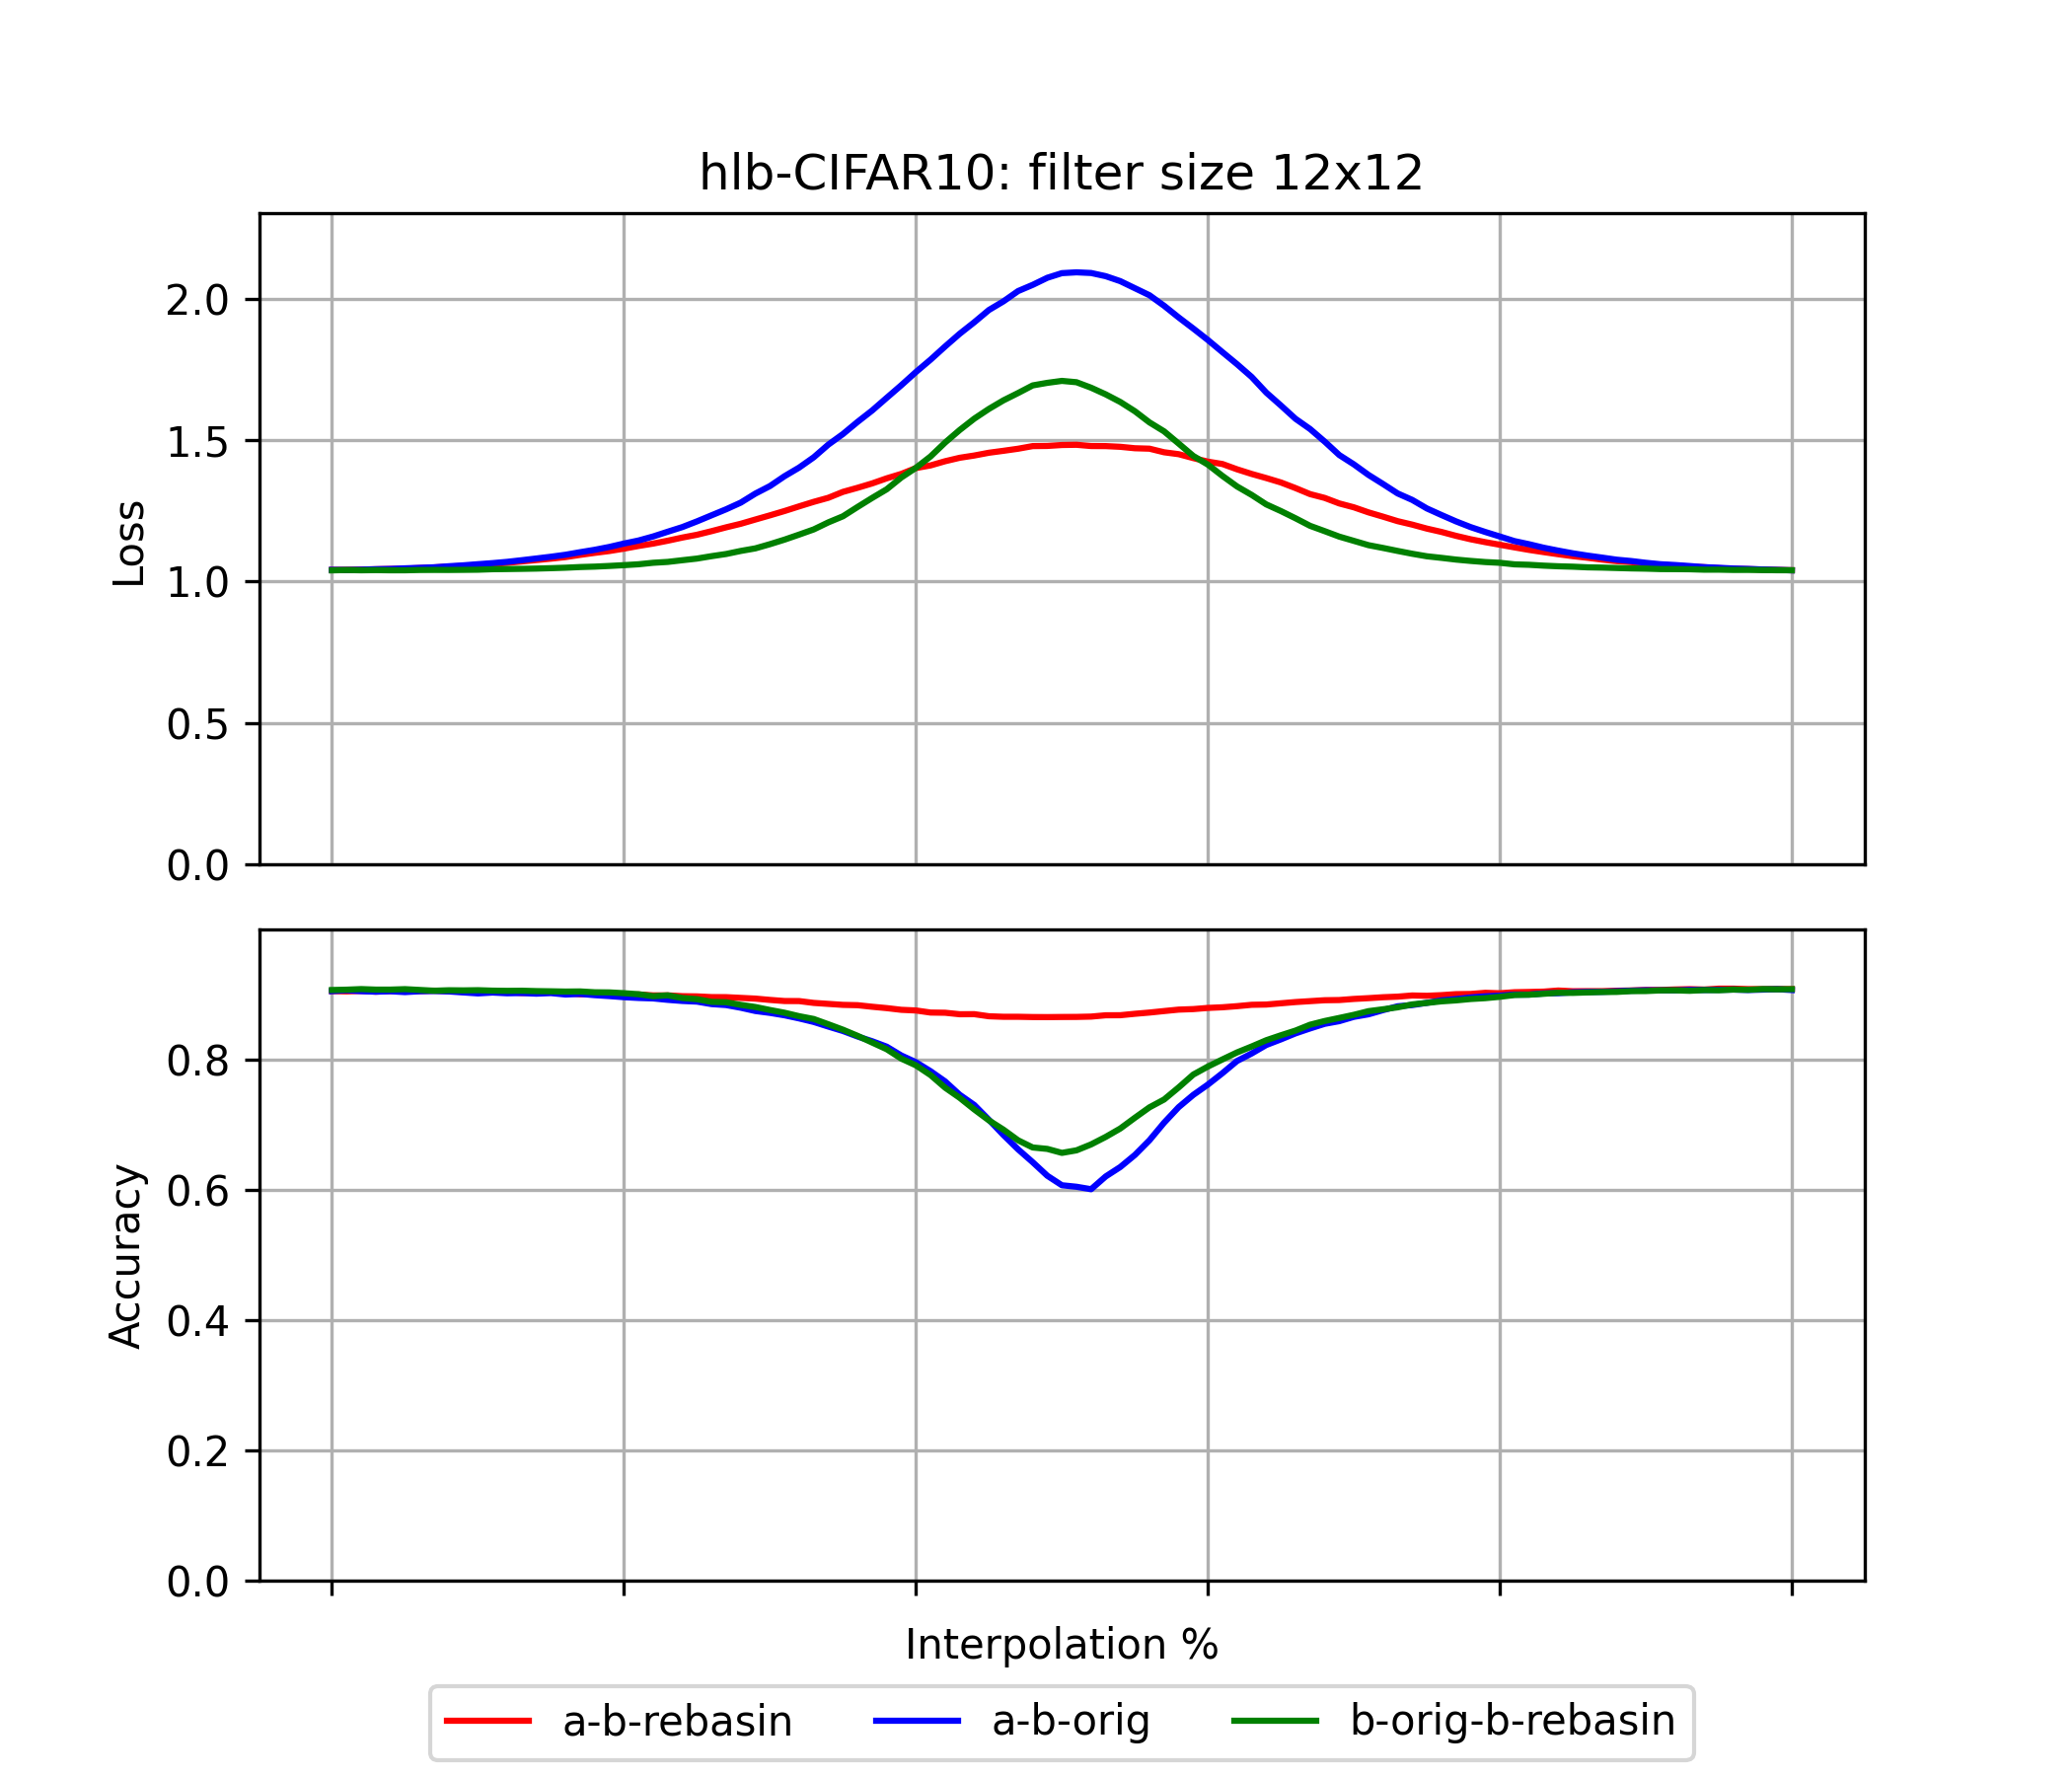 hlb-CIFAR10: filter size 12x12
2.0
1.5
1.0
0.5
0.0
Loss
0.8
0.6
0.4
0.2
0.0
Accuracy
Interpolation %
a-b-rebasin a-b-orig b-orig-b-rebasin